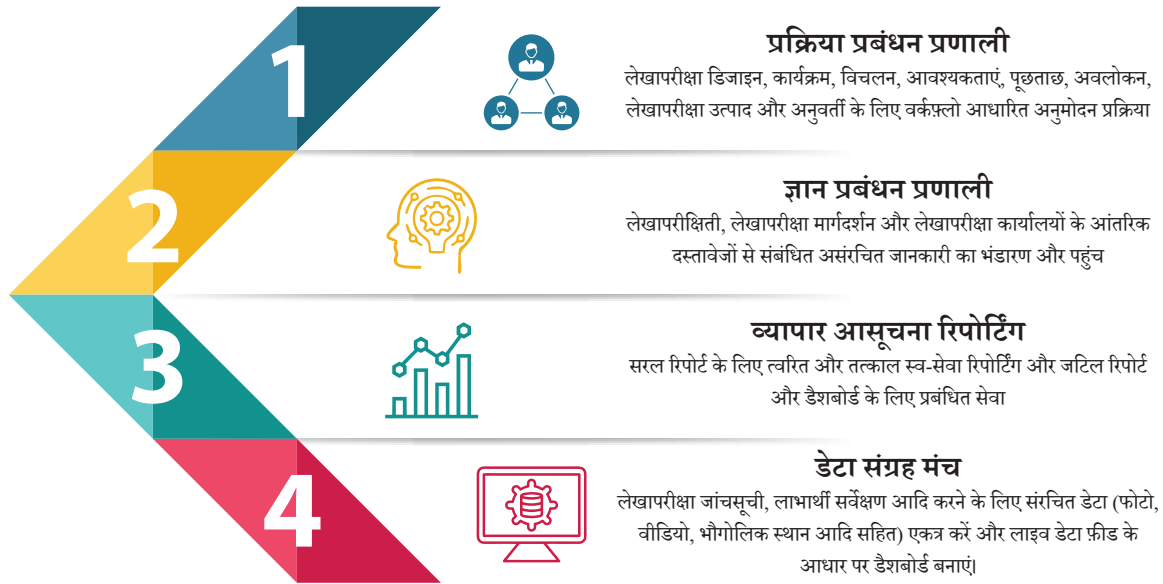 1
प्रक्रिया प्रबंधन प्रणाली
लेखापरीक्षा डिजाइन, कार्यक्रम, विचलन, आवश्यकताएं, पूछताछ, अवलोकन,
लेखापरीक्षा उत्पाद और अनुवर्ती के लिए वर्कफ़्लो आधारित अनुमोदन प्रक्रिया
2
ज्ञान प्रबंधन प्रणाली
लेखापरीक्षिती, लेखापरीक्षा मार्गदर्शन और लेखापरीक्षा कार्यालयों के आंतरिक
दस्तावेजों से संबंधित असंरचित जानकारी का भंडारण और पहुंच
3
व्यापार आसूचना रिपोर्टिंग
सरल रिपोर्ट के लिए त्वरित और तत्काल स्व-सेवा रिपोर्टिंग और जटिल रिपोर्ट
और डैशबोर्ड के लिए प्रबंधित सेवा
4
डेटा संग्रह मंच
लेखापरीक्षा जांचसूची, लाभार्थी सर्वेक्षण आदि करने के लिए संरचित डेटा (फोटो,
वीडियो, भौगोलिक स्थान आदि सहित) एकत्र करें और लाइव डेटा फ़ीड के
आधार पर डैशबोर्ड बनाएं।